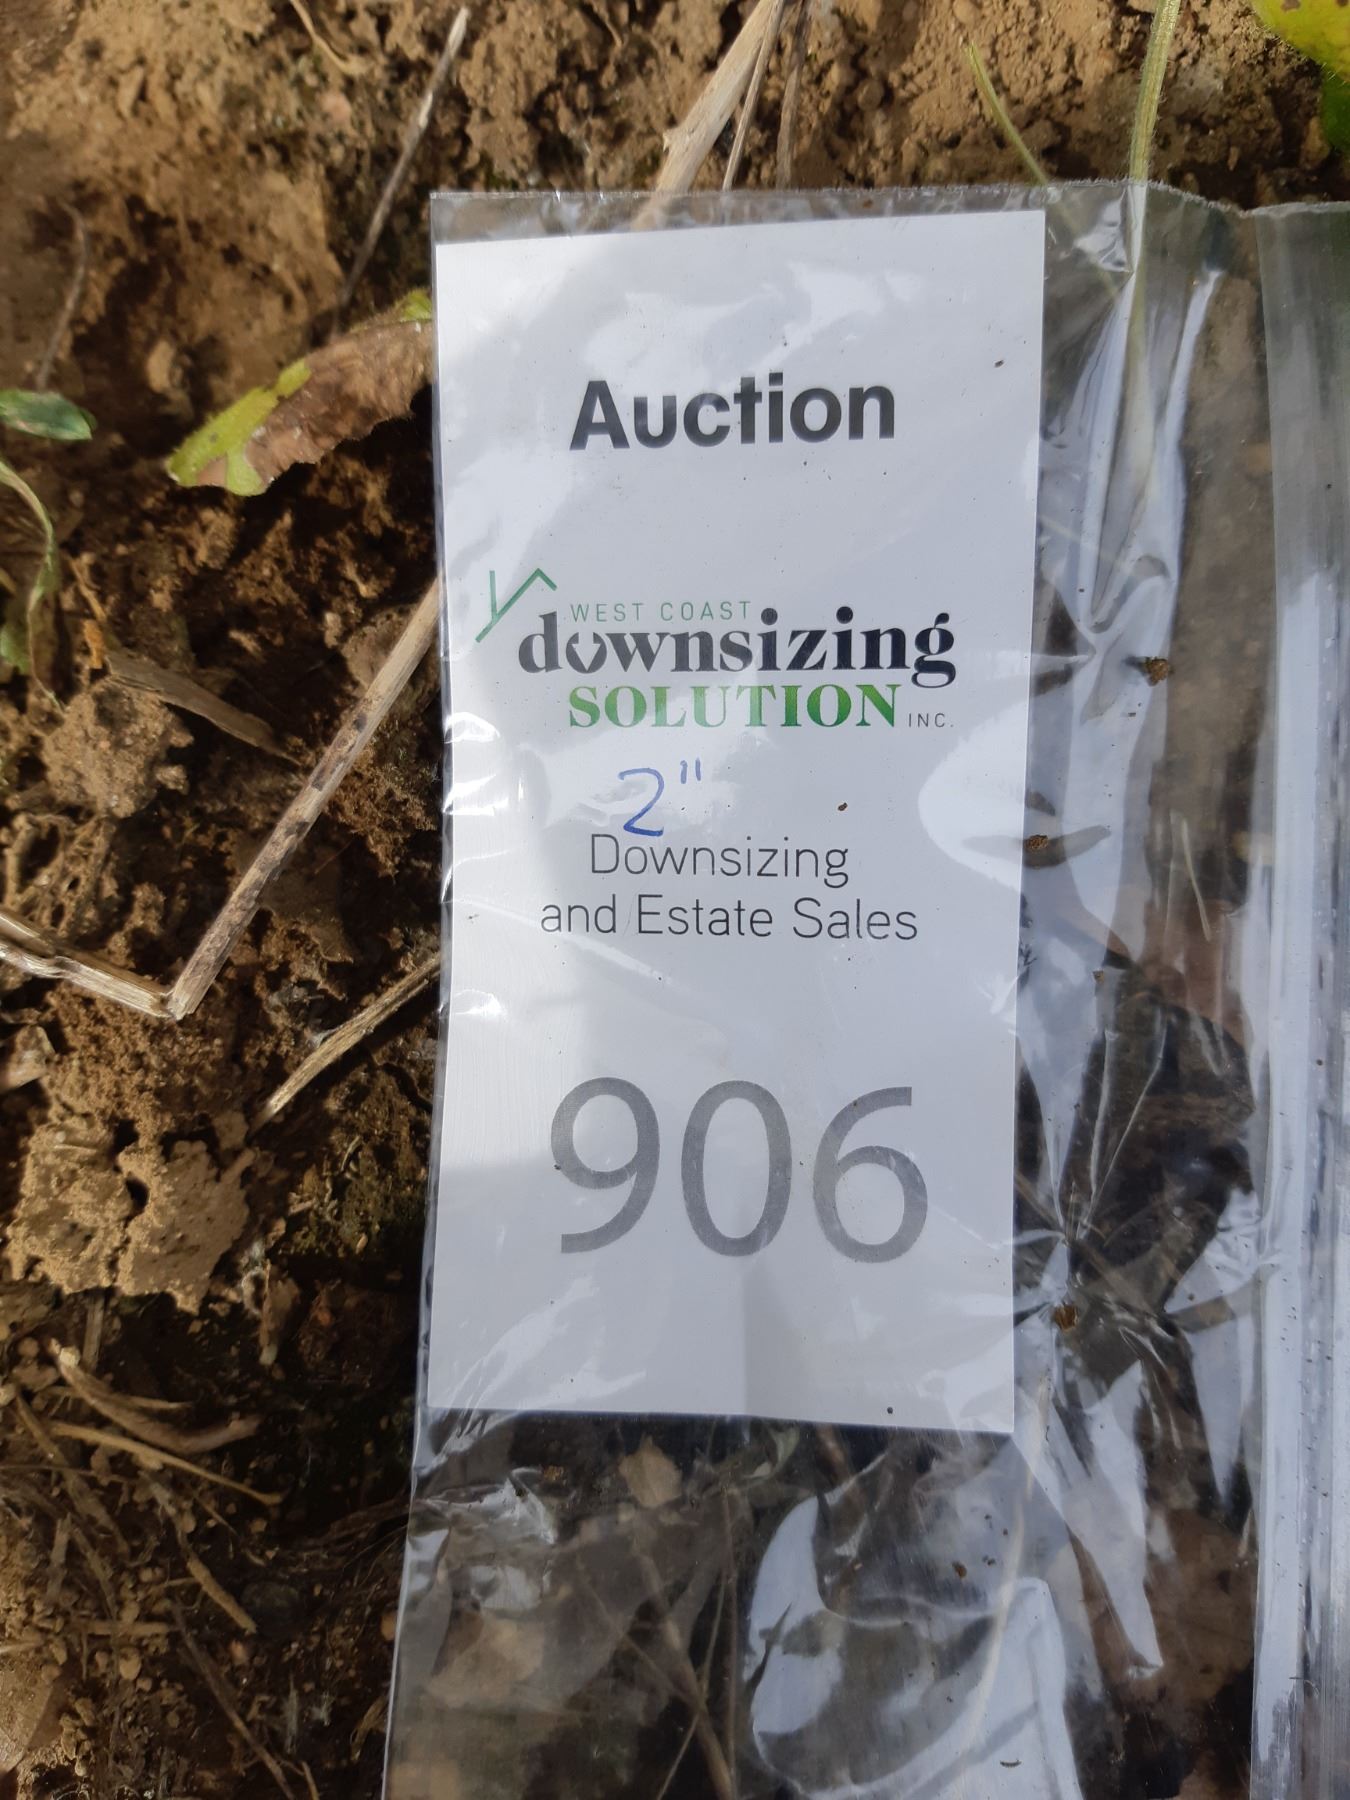 Auction
WEST COAST
downsizing
SOLUTION INC.
2"
Downsizing
and Estate Sales
906